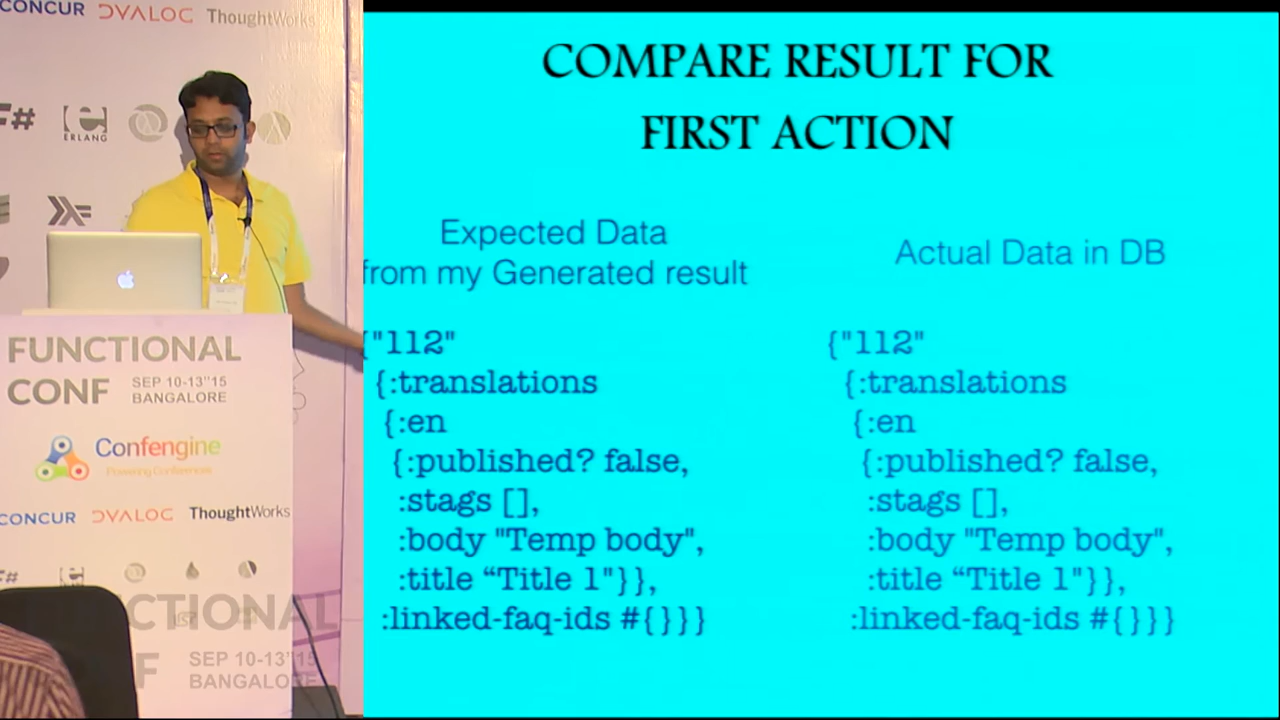 CONCUR DVALOC ThoughtWorks
F#
ERLANG
FUNCTIONAL
CONF SEP 10-13"15
BANGALORE
Confengine
Powering Conferences
CONCUR DVALOC ThoughtWorks
F#
CTIONAL
F SEP 10-13"15
BANGALORE
COMPARE RESULT FOR
FIRST ACTION
Expected Data
from my Generated result
{"112"
{:translations
{:en
{:published? false,
:stags [],
:body "Temp body",
:title “Title 1"}},
:linked-faq-ids #{}}}
Actual Data in DB
{"112"
{:translations
{:en
{:published? false,
:stags [],
:body "Temp body",
:title “Title 1"}},
:linked-faq-ids #{}}}